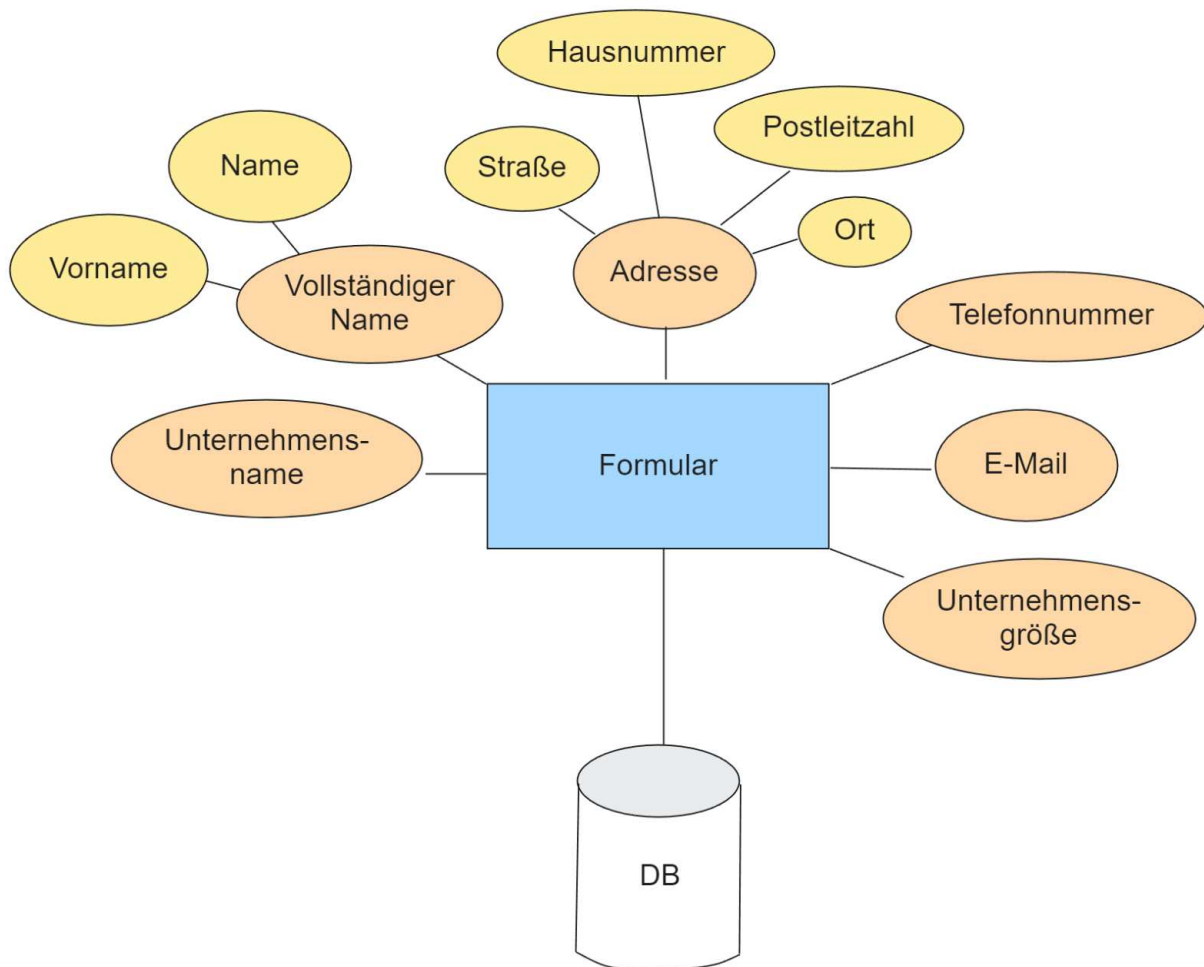 Hausnummer
Postleitzahl
Name
Straße
Ort
Vorname
Vollständiger
Name
Adresse
Telefonnummer
Unternehmens-
name
Formular
E-Mail
Unternehmens-
größe
DB